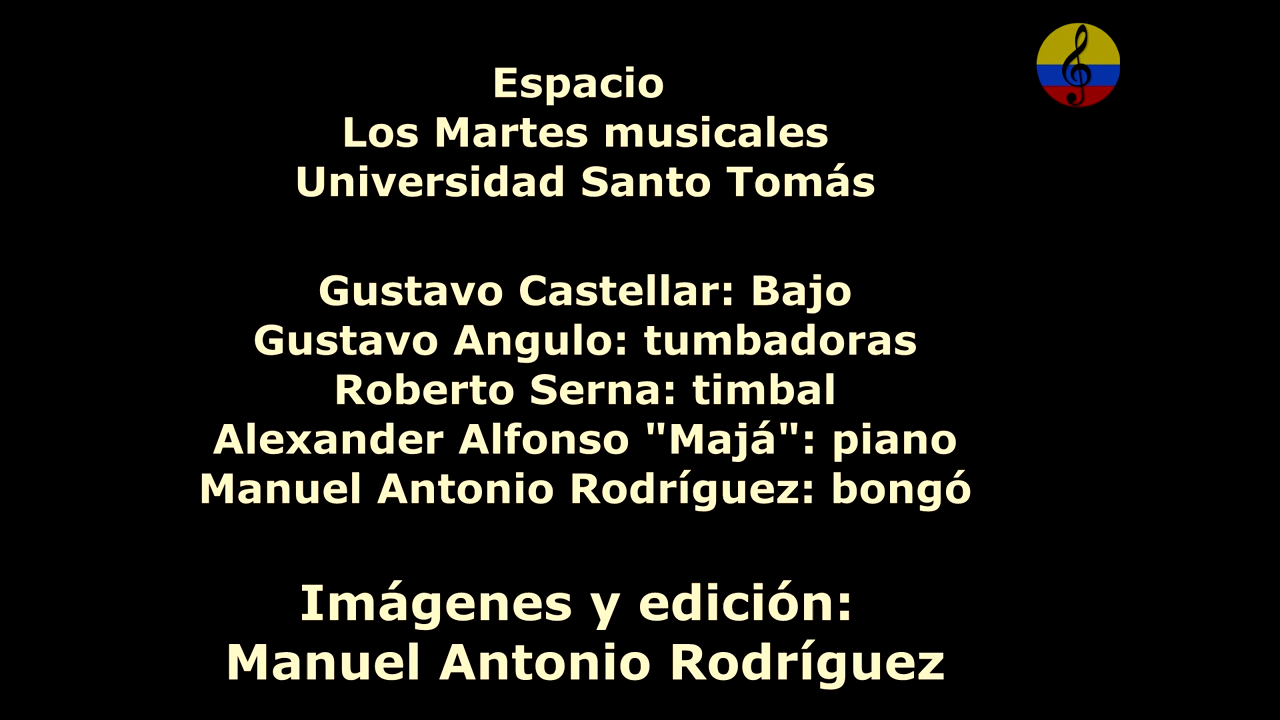 Espacio
Los Martes musicales
Universidad Santo Tomás
Gustavo Castellar: Bajo
Gustavo Angulo: tumbadoras
Roberto Serna: timbal
Alexander Alfonso "Majá": piano
Manuel Antonio Rodríguez: bongó
Imágenes y edición:
Manuel Antonio Rodríguez